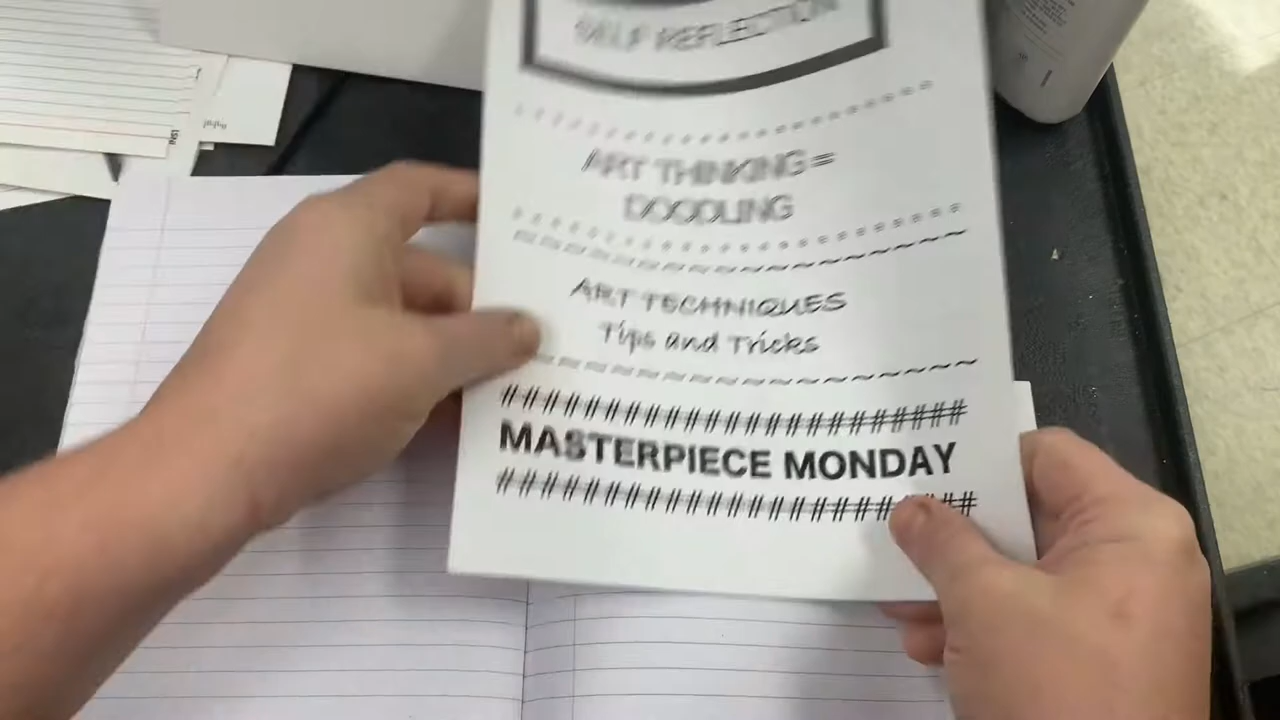 SELF REFLECTION
ART THINKING =
DOODLING
~~~~~~~~~~~~~~~~~~~~~~
ART TECHNIQUES
Tips and Tricks
~~~~~~~~~~~~~~~~~~~~~~
######################
MASTERPIECE MONDAY
#######################